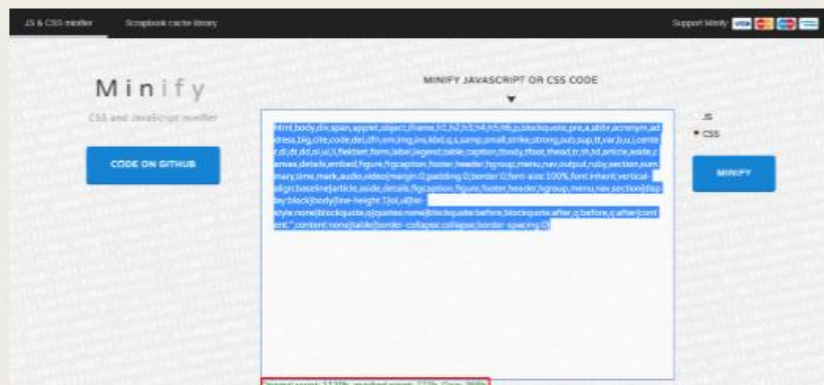 JS & CSS minifier
Scrapbook cache library
Support Minify
VISA
Minify
CSS and JavaScript minifier
CODE ON GITHUB
MINIFY JAVASCRIPT OR CSS CODE
html,body,div,span,applet,object,iframe,h1,h2,h3,h4,h5,h6,p,blockquote,pre,a,abbr,acronym,ad
dress,big,cite,code,del,dfn,em,img,ins,kbd,q,s,samp,small,strike,strong,sub,sup,tt,var,b,u,i,cente
r,dl,dt,dd,ol,ul,li,fieldset,form,label,legend,table,caption,tbody,tfoot,thead,tr,th,td,article,aside,c
anvas,details,embed,figure,figcaption,footer,header,hgroup,menu,nav,output,ruby,section,sum
mary,time,mark,audio,video{margin:0;padding:0;border:0;font-size:100%;font:inherit;vertical-
align:baseline}article,aside,details,figcaption,figure,footer,header,hgroup,menu,nav,section{disp
lay:block}body{line-height:1}ol,ul{list-
style:none}blockquote,q{quotes:none}blockquote:before,blockquote:after,q:before,q:after{cont
ent:'';content:none}table{border-collapse:collapse;border-spacing:0}
JS
CSS
MINIFY